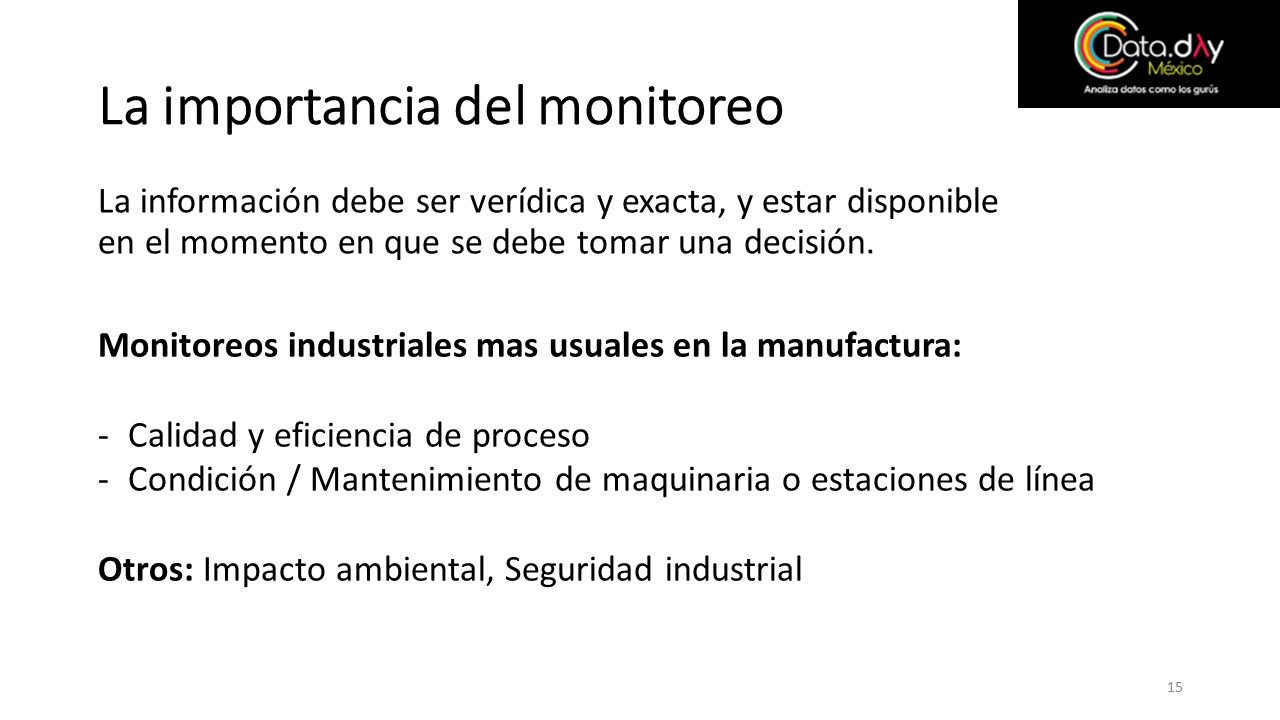 Data.dλy
México
Analiza datos como los gurús
La importancia del monitoreo
La información debe ser verídica y exacta, y estar disponible
en el momento en que se debe tomar una decisión.
Monitoreos industriales mas usuales en la manufactura:
- Calidad y eficiencia de proceso
- Condición / Mantenimiento de maquinaria o estaciones de línea
Otros: Impacto ambiental, Seguridad industrial
15